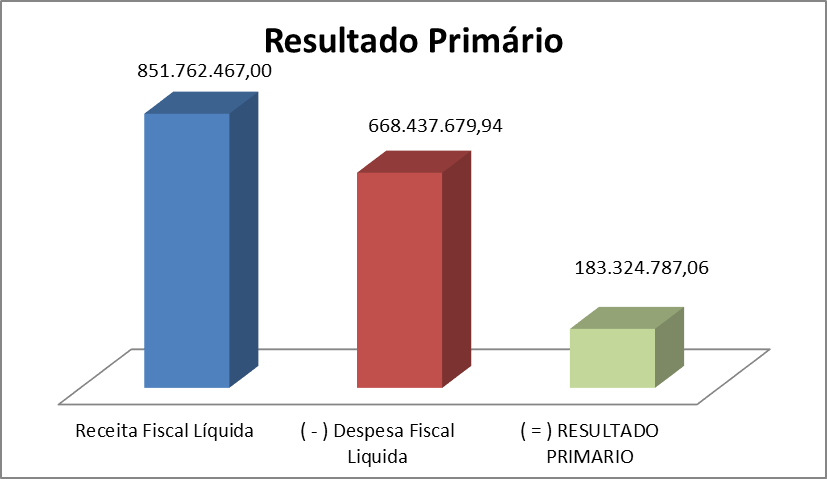 Resultado Primário
851.762.467,00
668.437.679,94
183.324.787,06
Receita Fiscal Líquida
( - ) Despesa Fiscal
Liquida
( = ) RESULTADO
PRIMARIO